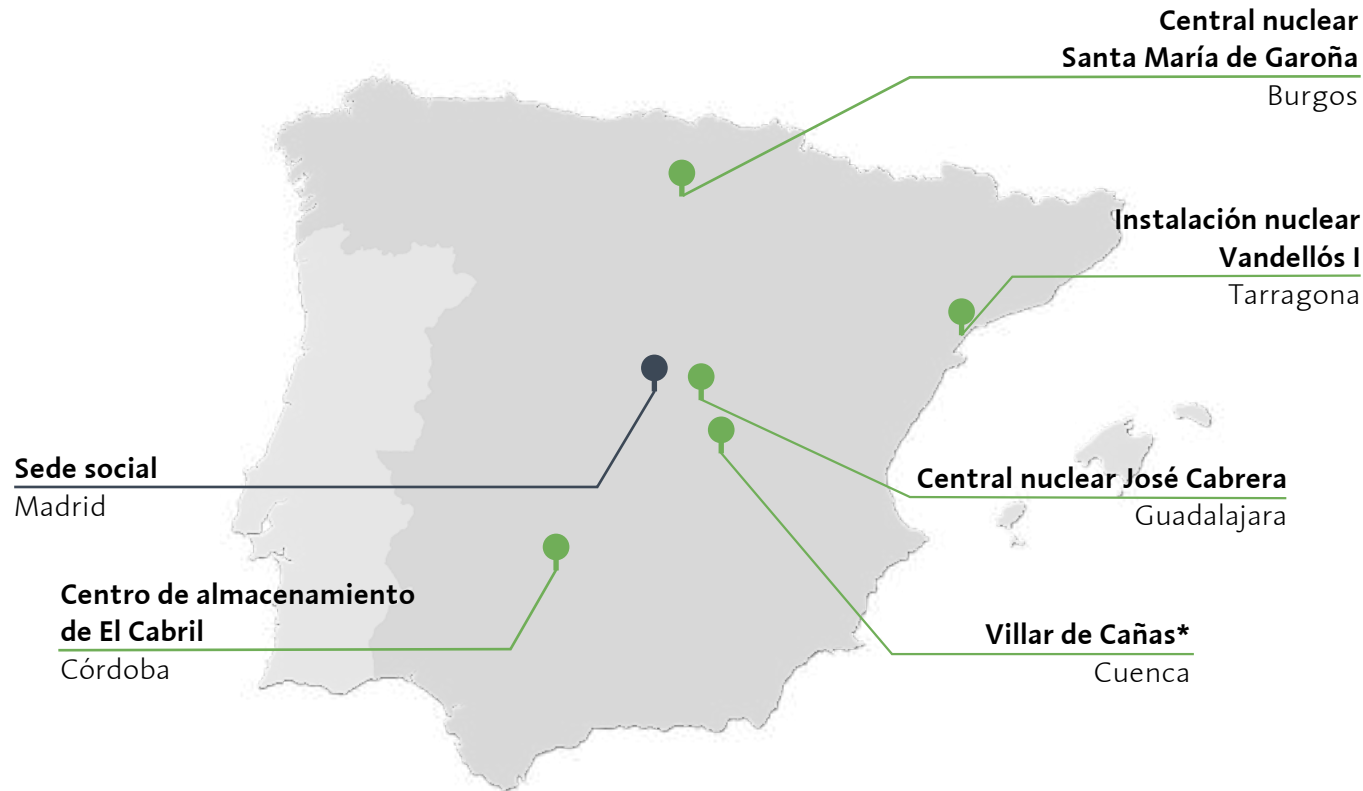 Central nuclear
Santa María de Garoña
Burgos
Instalación nuclear
Vandellós I
Tarragona
Sede social
Madrid
Central nuclear José Cabrera
Guadalajara
Centro de almacenamiento
de El Cabril
Córdoba
Villar de Cañas*
Cuenca